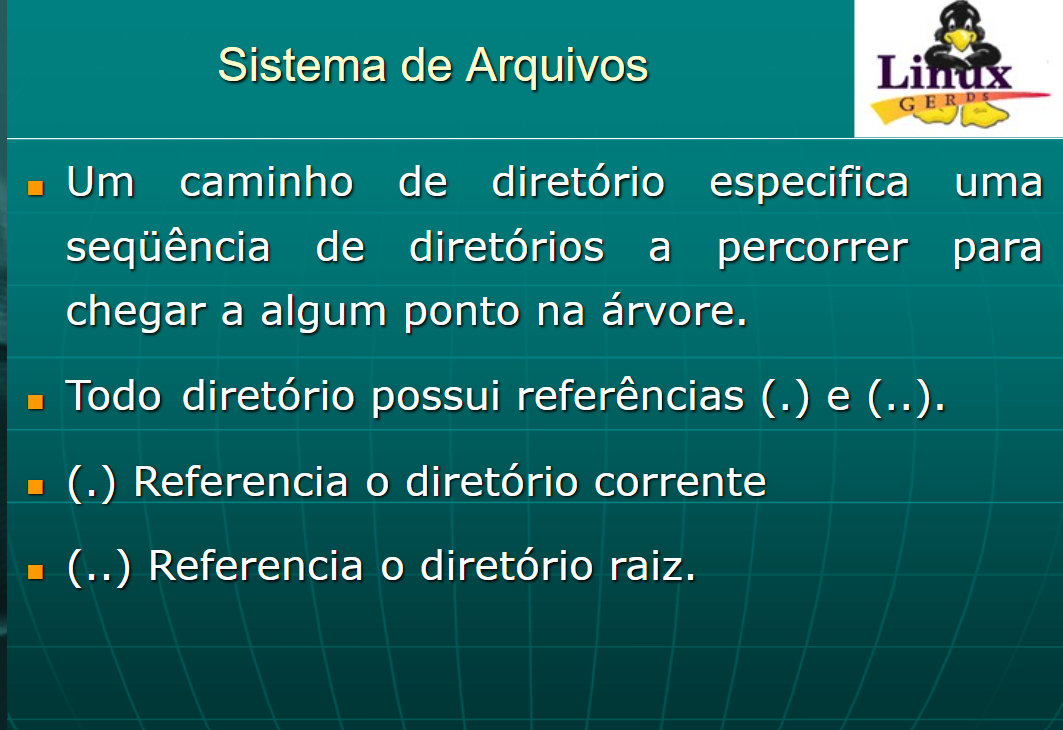 Sistema de Arquivos
Linux
GERDS
Um caminho de diretório especifica uma
seqüência de diretórios a percorrer para
chegar a algum ponto na árvore.
Todo diretório possui referências (.) e (..).
(.) Referencia o diretório corrente
(..) Referencia o diretório raiz.